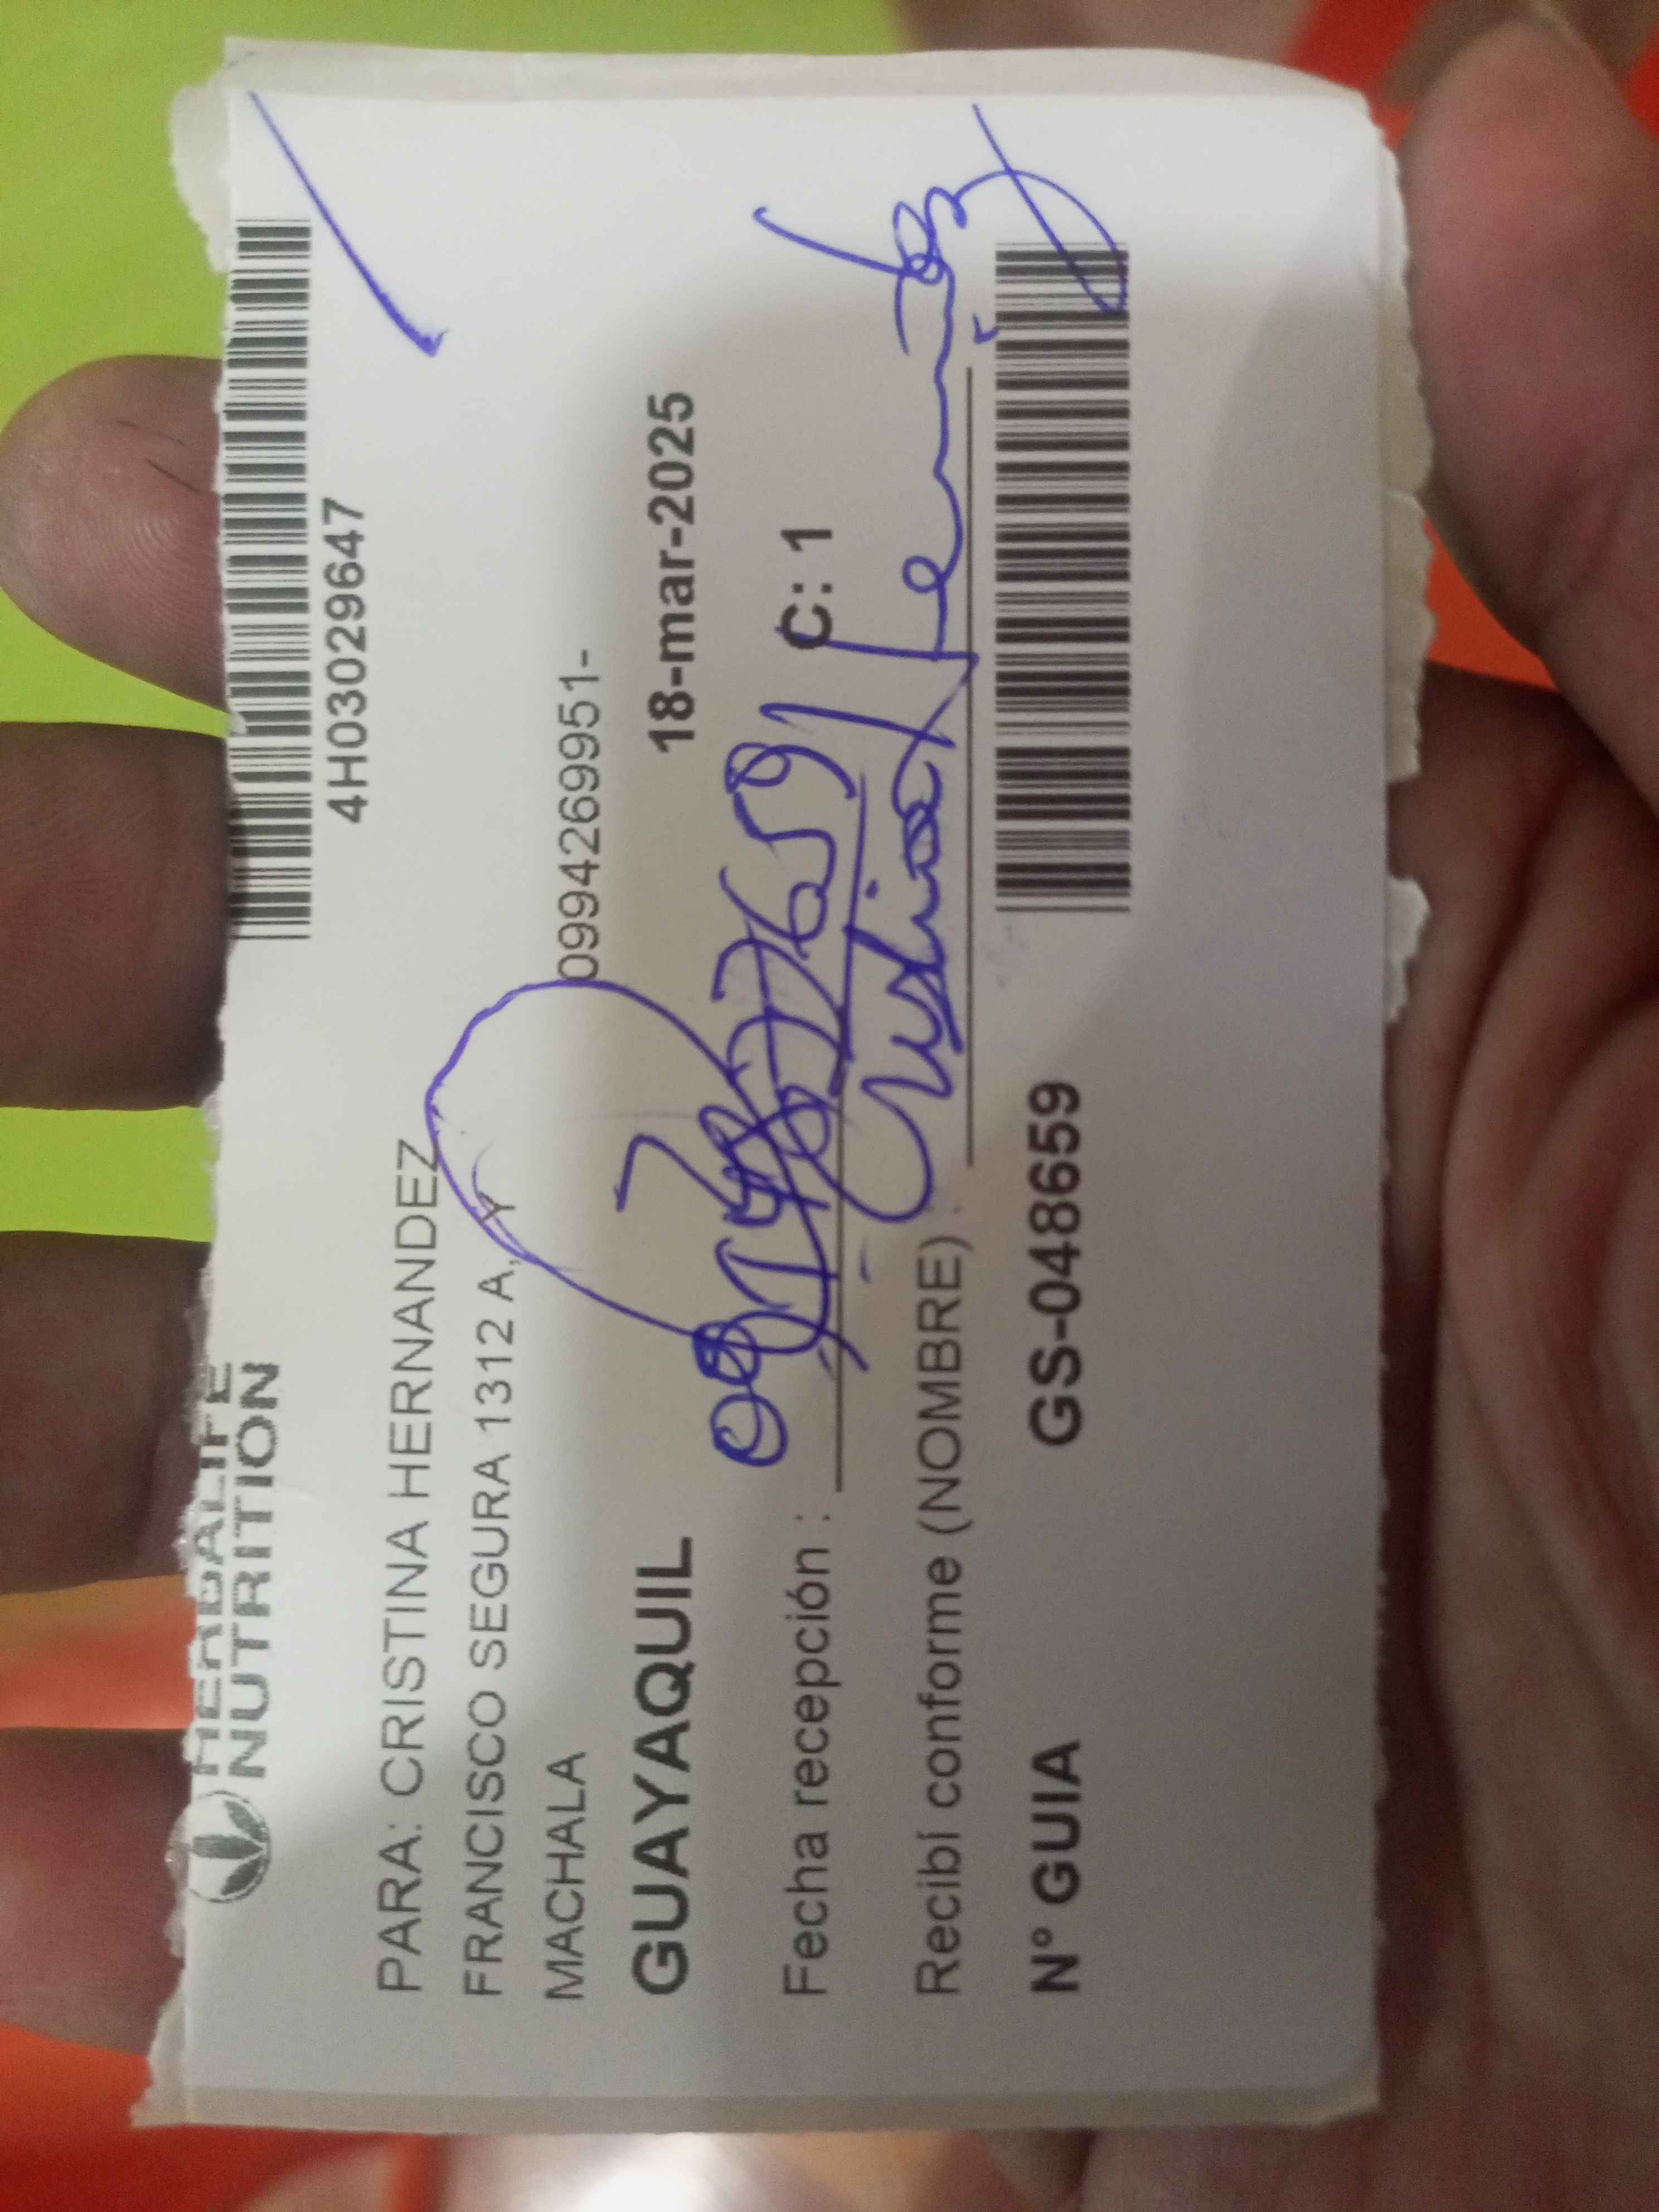 HERBALIFE
NUTRITION
4H03029647
PARA: CRISTINA HERNANDEZ
FRANCISCO SEGURA 1312 A, Y
MACHALA 0994269951-
GUAYAQUIL 18-mar-2025
Fecha recepción : C: 1
Recibí conforme (NOMBRE) :
N° GUIA GS-048659